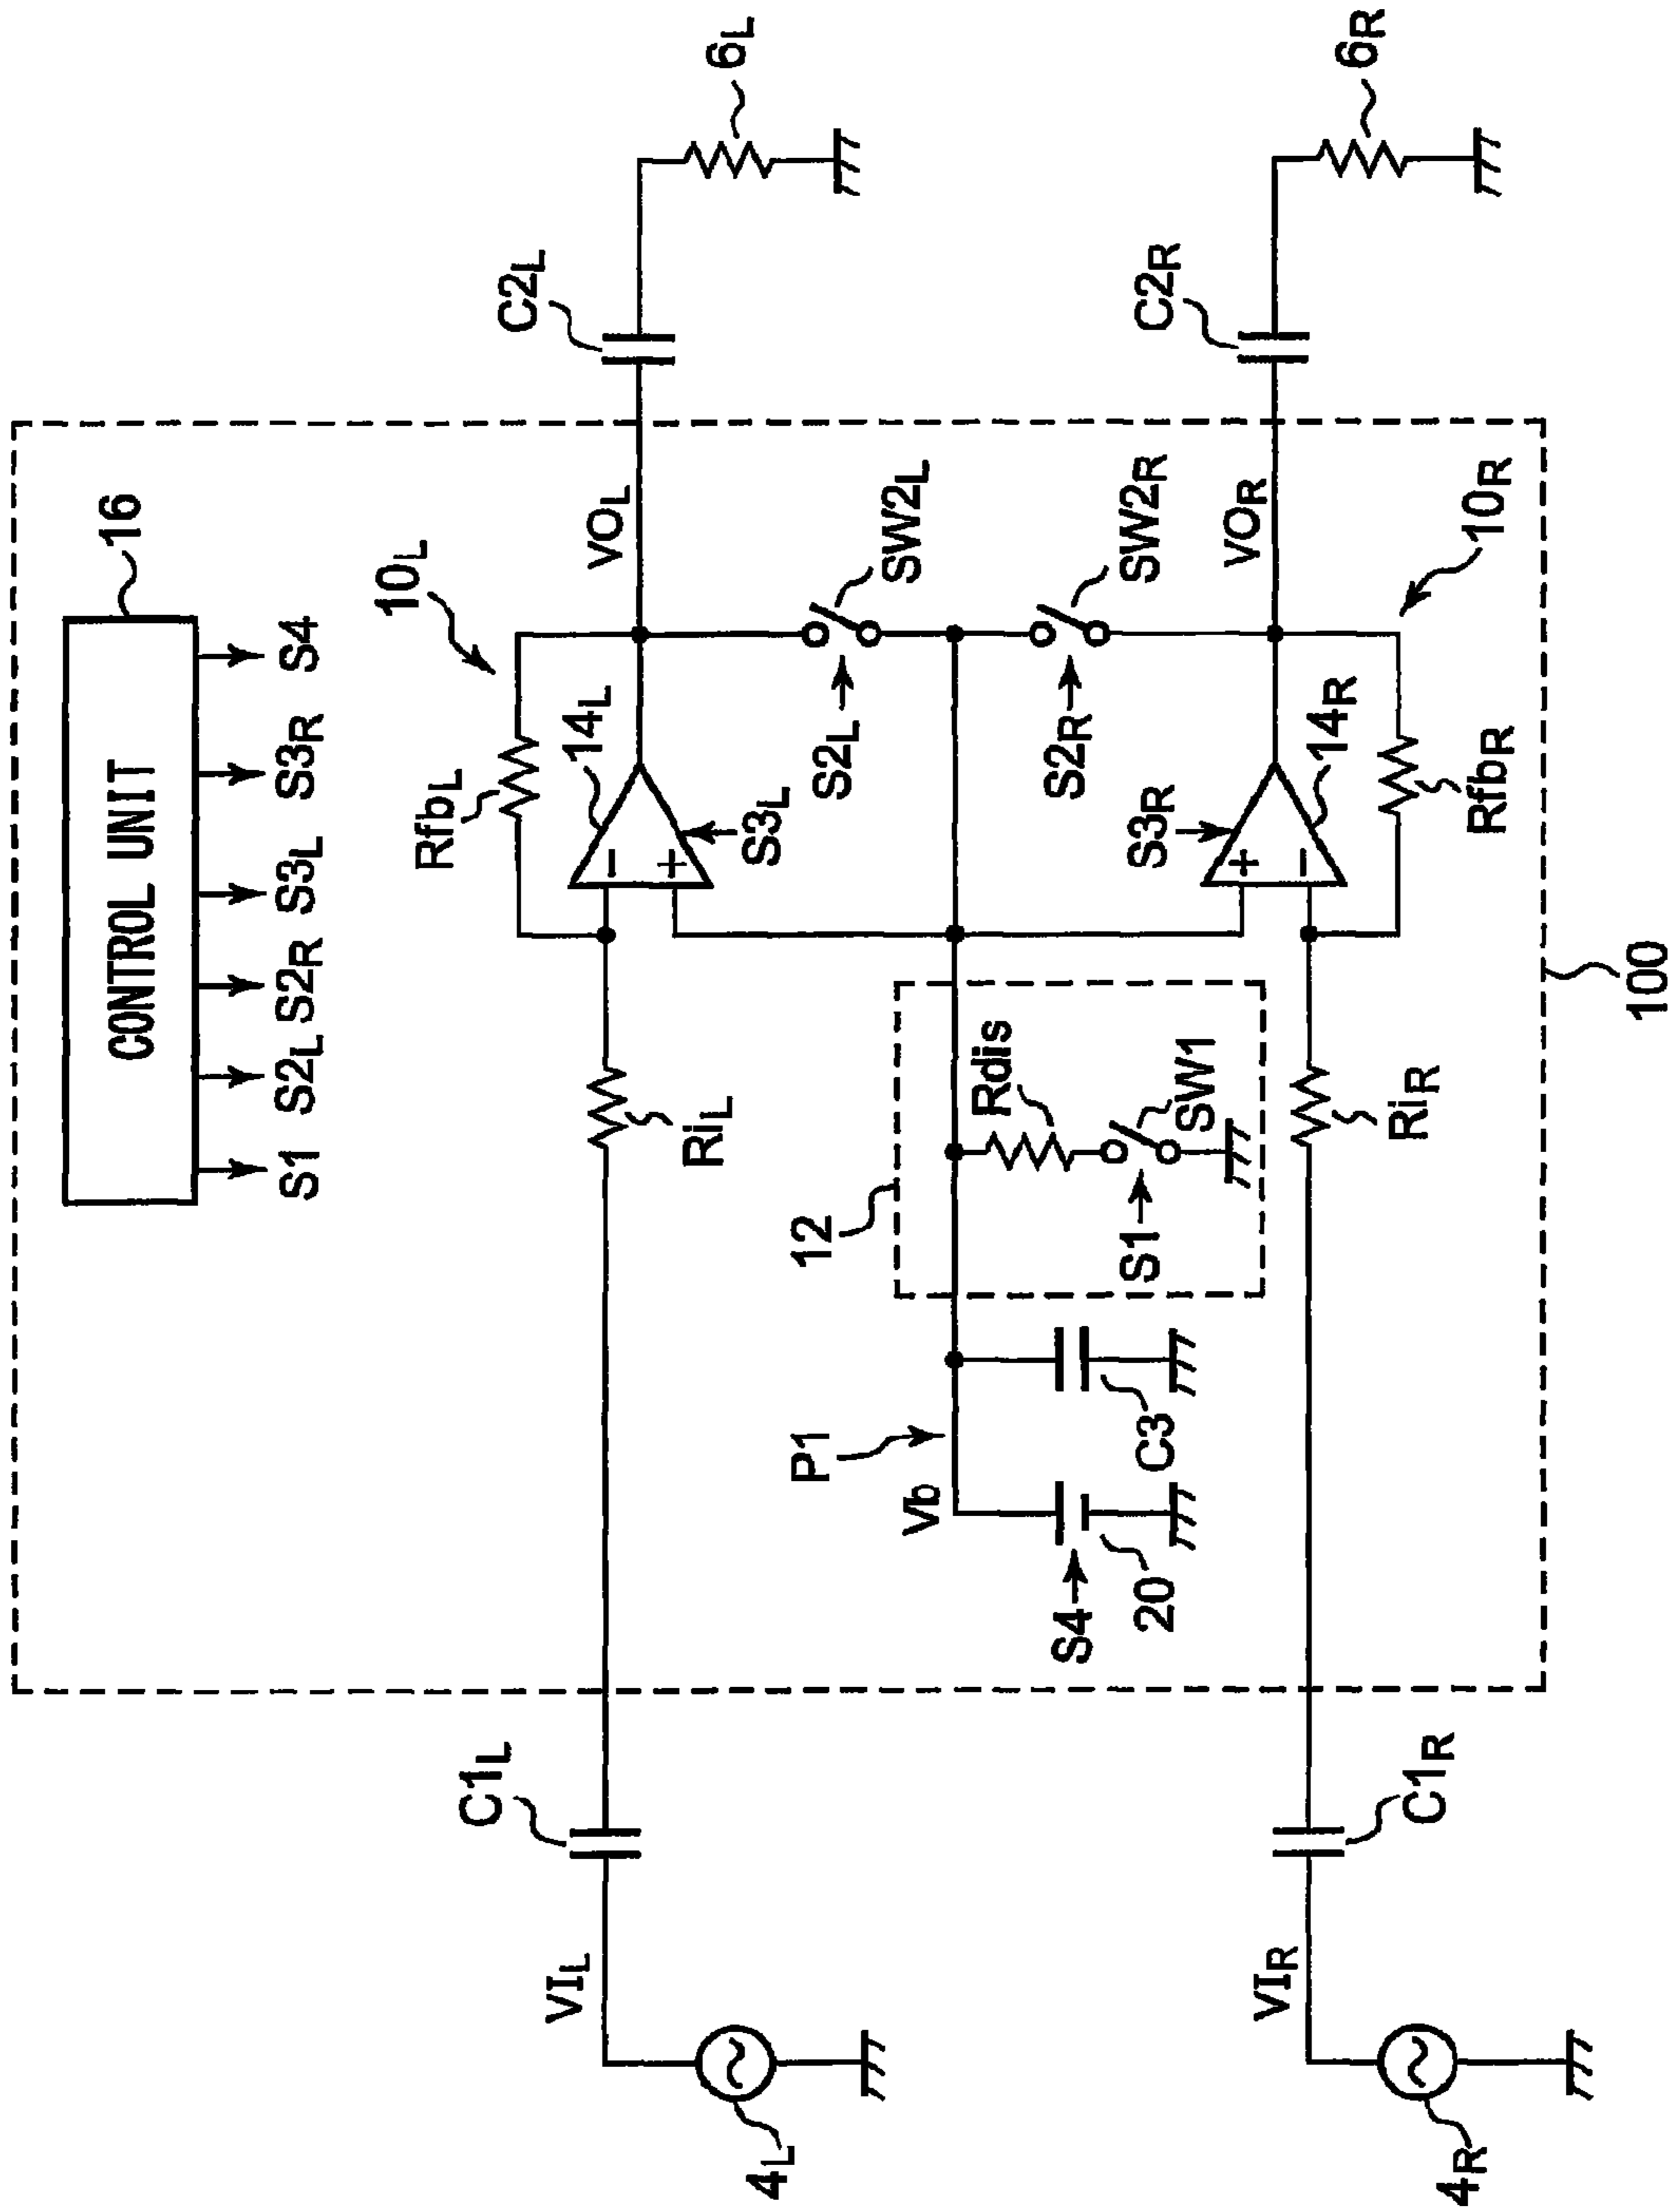 16
CONTROL UNIT
S1
S2L
S2R
S3L
S3R
S4
10L
RfbL
14L
VOL
C2L
6L
C1L
VIL
4L
RiL
S3L
S2L
SW2L
P1
Vb
S4
20
C3
12
Rdis
S1
SW1
S2R
SW2R
S3R
14R
VOR
C2R
6R
VIR
4R
C1R
RiR
RfbR
10R
100